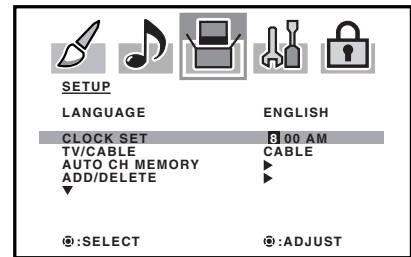 SETUP
LANGUAGE ENGLISH
CLOCK SET 8 00 AM
TV/CABLE CABLE
AUTO CH MEMORY ▶
ADD/DELETE ▶
▼
:SELECT :ADJUST